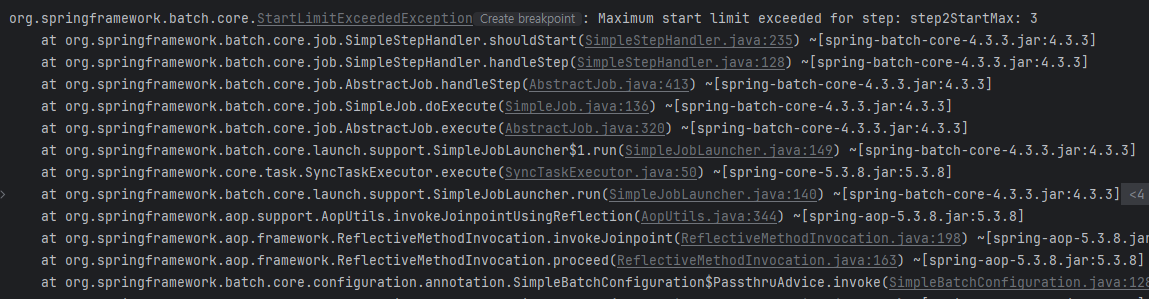 org.springframework.batch.core.StartLimitExceededException Create breakpoint : Maximum start limit exceeded for step: step2StartMax: 3
at org.springframework.batch.core.job.SimpleStepHandler.shouldStart(SimpleStepHandler.java:235) ~[spring-batch-core-4.3.3.jar:4.3.3]
at org.springframework.batch.core.job.SimpleStepHandler.handleStep(SimpleStepHandler.java:128) ~[spring-batch-core-4.3.3.jar:4.3.3]
at org.springframework.batch.core.job.AbstractJob.handleStep(AbstractJob.java:413) ~[spring-batch-core-4.3.3.jar:4.3.3]
at org.springframework.batch.core.job.SimpleJob.doExecute(SimpleJob.java:136) ~[spring-batch-core-4.3.3.jar:4.3.3]
at org.springframework.batch.core.job.AbstractJob.execute(AbstractJob.java:320) ~[spring-batch-core-4.3.3.jar:4.3.3]
at org.springframework.batch.core.launch.support.SimpleJobLauncher$1.run(SimpleJobLauncher.java:149) ~[spring-batch-core-4.3.3.jar:4.3.3]
at org.springframework.core.task.SyncTaskExecutor.execute(SyncTaskExecutor.java:50) ~[spring-core-5.3.8.jar:5.3.8]
at org.springframework.batch.core.launch.support.SimpleJobLauncher.run(SimpleJobLauncher.java:140) ~[spring-batch-core-4.3.3.jar:4.3.3] <4
at org.springframework.aop.support.AopUtils.invokeJoinpointUsingReflection(AopUtils.java:344) ~[spring-aop-5.3.8.jar:5.3.8]
at org.springframework.aop.framework.ReflectiveMethodInvocation.invokeJoinpoint(ReflectiveMethodInvocation.java:198) ~[spring-aop-5.3.8.jar
at org.springframework.aop.framework.ReflectiveMethodInvocation.proceed(ReflectiveMethodInvocation.java:163) ~[spring-aop-5.3.8.jar:5.3.8]
at org.springframework.batch.core.configuration.annotation.SimpleBatchConfiguration$PassthruAdvice.invoke(SimpleBatchConfiguration.java:128